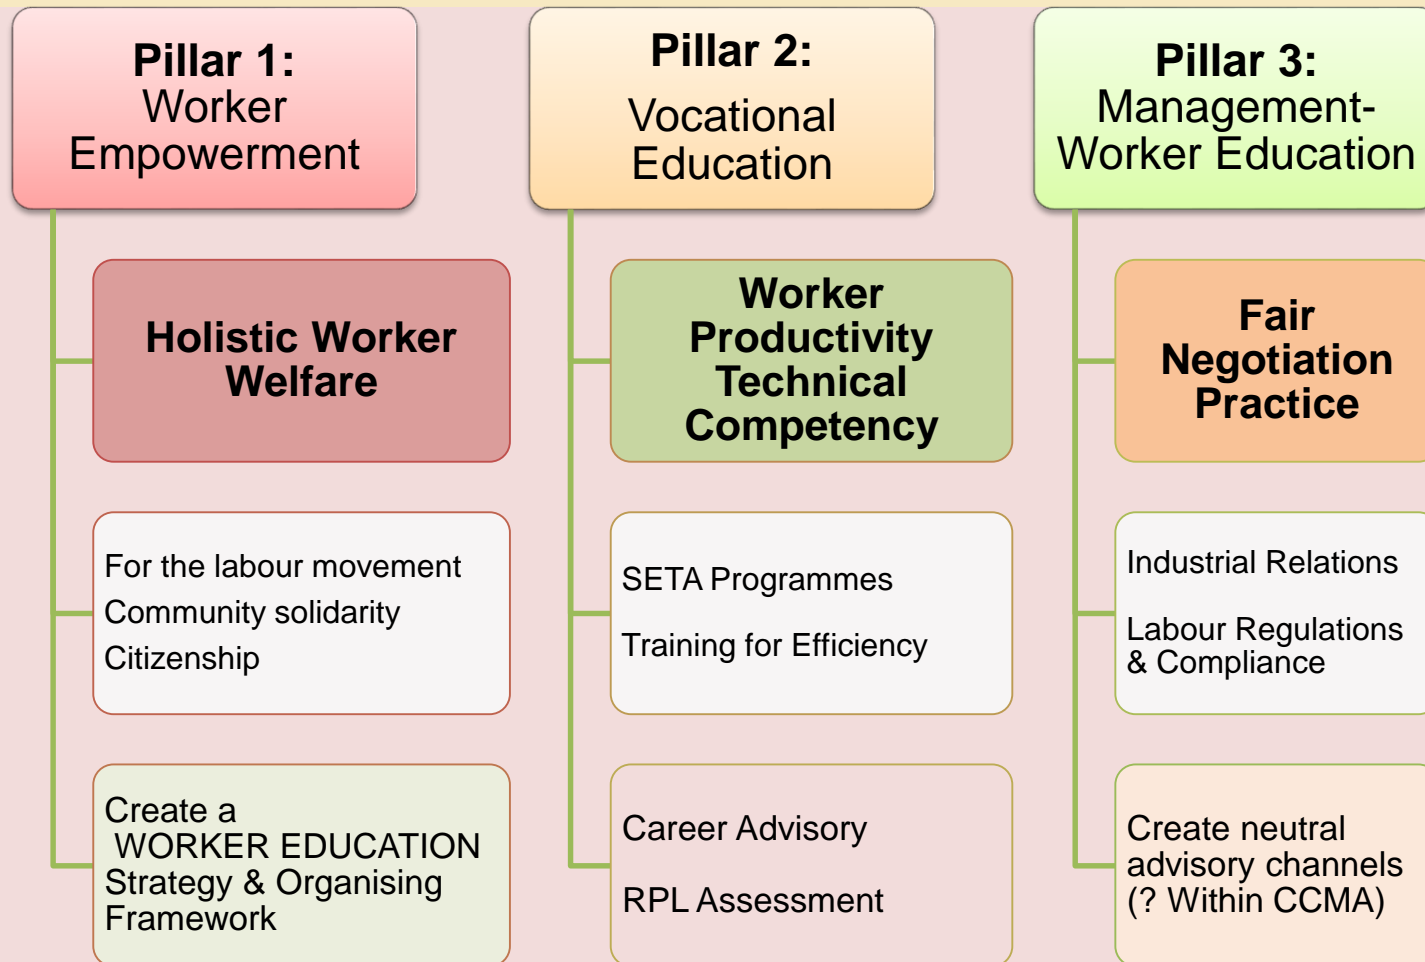 Pillar 1:
Worker
Empowerment
Holistic Worker
Welfare
For the labour movement
Community solidarity
Citizenship
Create a
WORKER EDUCATION
Strategy & Organising
Framework
Pillar 2:
Vocational
Education
Worker
Productivity
Technical
Competency
SETA Programmes
Training for Efficiency
Career Advisory
RPL Assessment
Pillar 3:
Management-
Worker Education
Fair
Negotiation
Practice
Industrial Relations
Labour Regulations
& Compliance
Create neutral
advisory channels
(? Within CCMA)